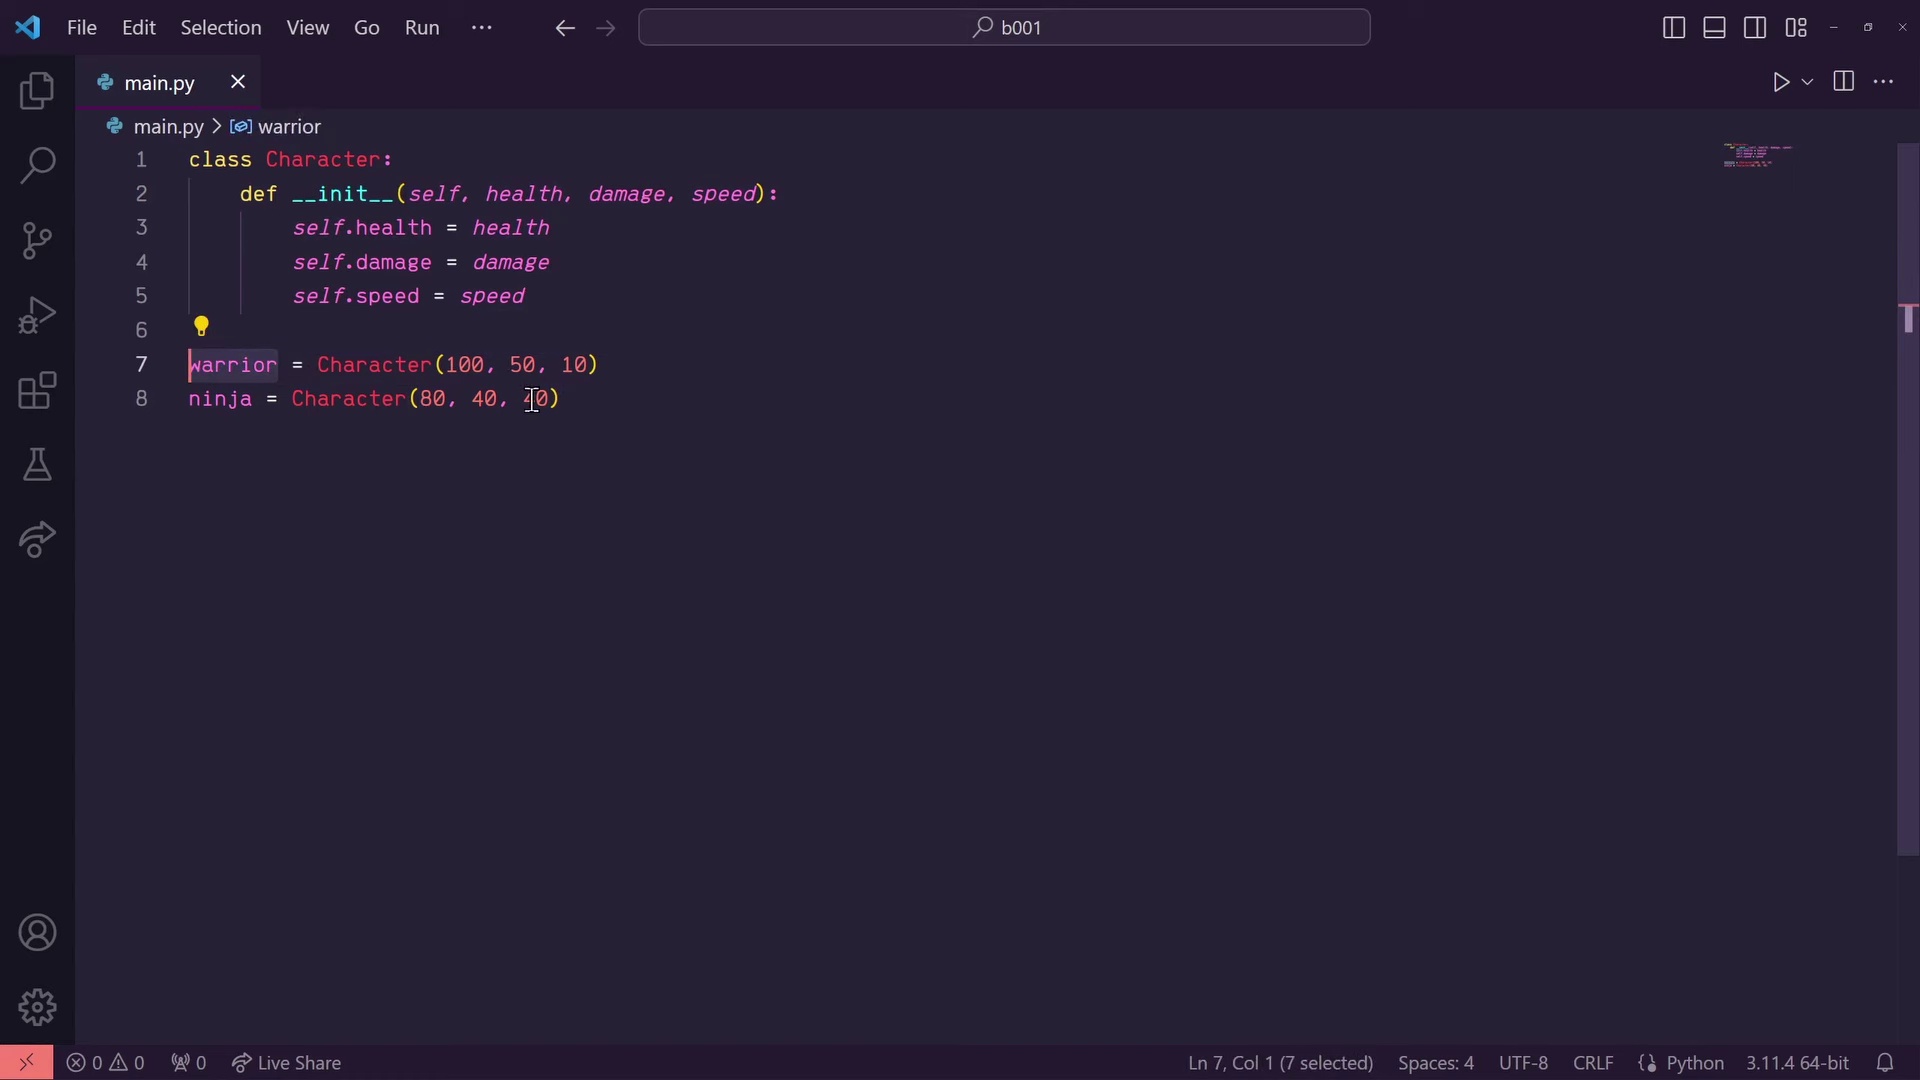 File Edit Selection View Go Run ··· b001
main.py
main.py > warrior
1 class Character:
2 def __init__(self, health, damage, speed):
3 self.health = health
4 self.damage = damage
5 self.speed = speed
6
7 warrior = Character(100, 50, 10)
8 ninja = Character(80, 40, 40)
0 0 0 Live Share Ln 7, Col 1 (7 selected) Spaces: 4 UTF-8 CRLF Python 3.11.4 64-bit